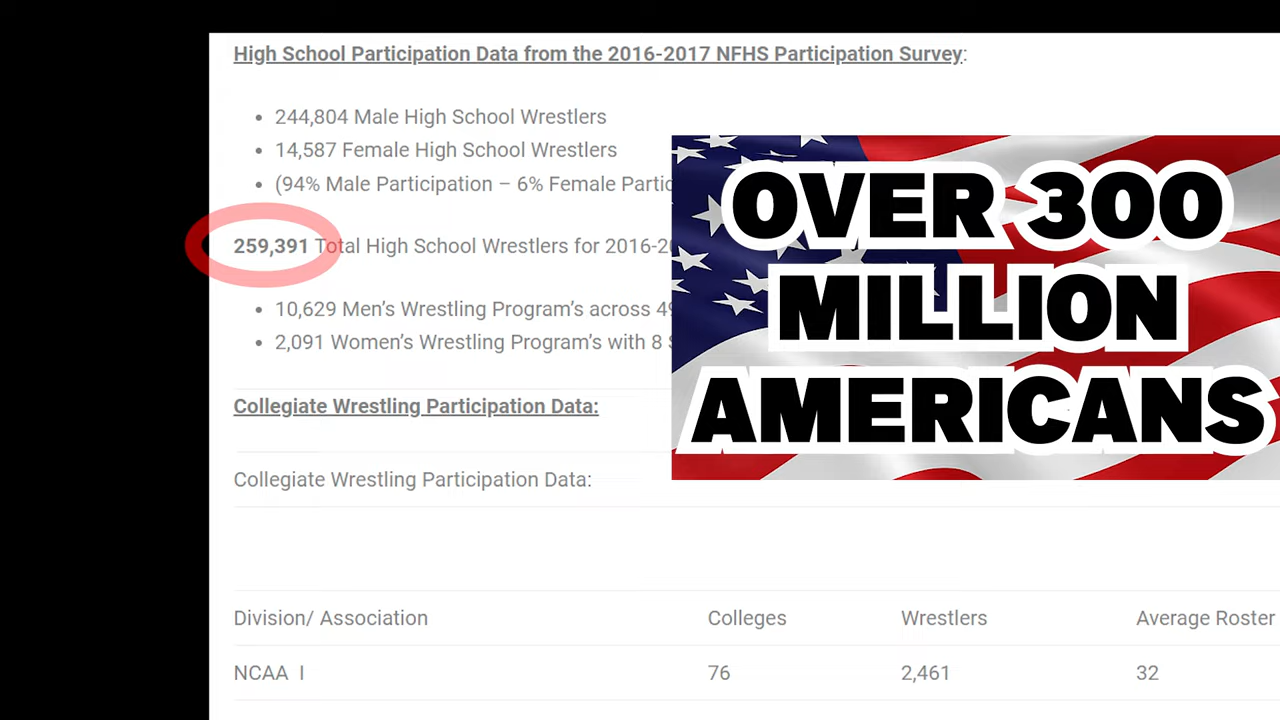 High School Participation Data from the 2016-2017 NFHS Participation Survey:
244,804 Male High School Wrestlers
14,587 Female High School Wrestlers
(94% Male Participation – 6% Female
259,391 Total High School Wrestlers for
10,629 Men's Wrestling Program's across
2,091 Women's Wrestling Program's with 8
OVER 300
MILLION
AMERICANS
Collegiate Wrestling Participation Data:
Collegiate Wrestling Participation Data:
Division/ Association Colleges Wrestlers Average Roster
NCAA I 76 2,461 32